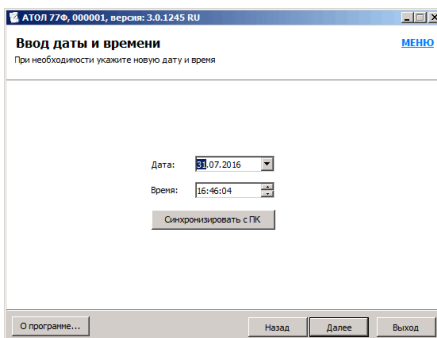 АТОЛ 77Ф, 000001, версия: 3.0.1245 RU
Ввод даты и времени
МЕНЮ
При необходимости укажите новую дату и время
Дата: 31.07.2016
Время: 16:46:04
Синхронизировать с ПК
О программе... Назад Далее Выход